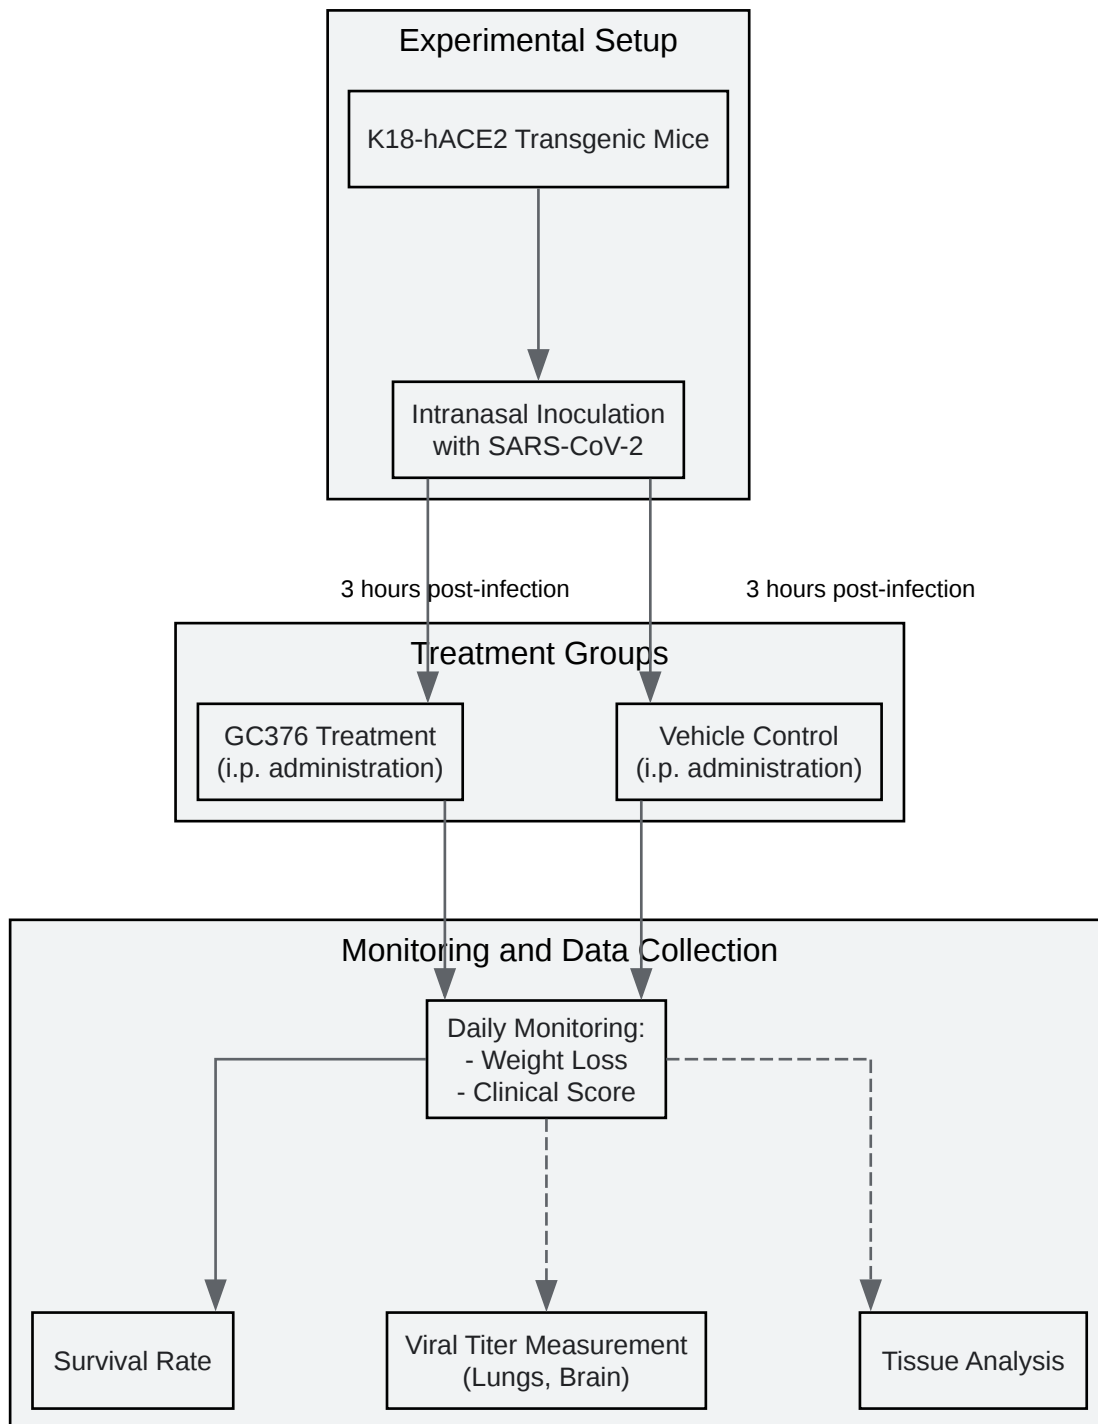 Experimental Setup
K18-hACE2 Transgenic Mice
Intranasal Inoculation
with SARS-CoV-2
3 hours post-infection
3 hours post-infection
Treatment Groups
GC376 Treatment
(i.p. administration)
Vehicle Control
(i.p. administration)
Monitoring and Data Collection
Daily Monitoring:
- Weight Loss
- Clinical Score
Survival Rate
Viral Titer Measurement
(Lungs, Brain)
Tissue Analysis